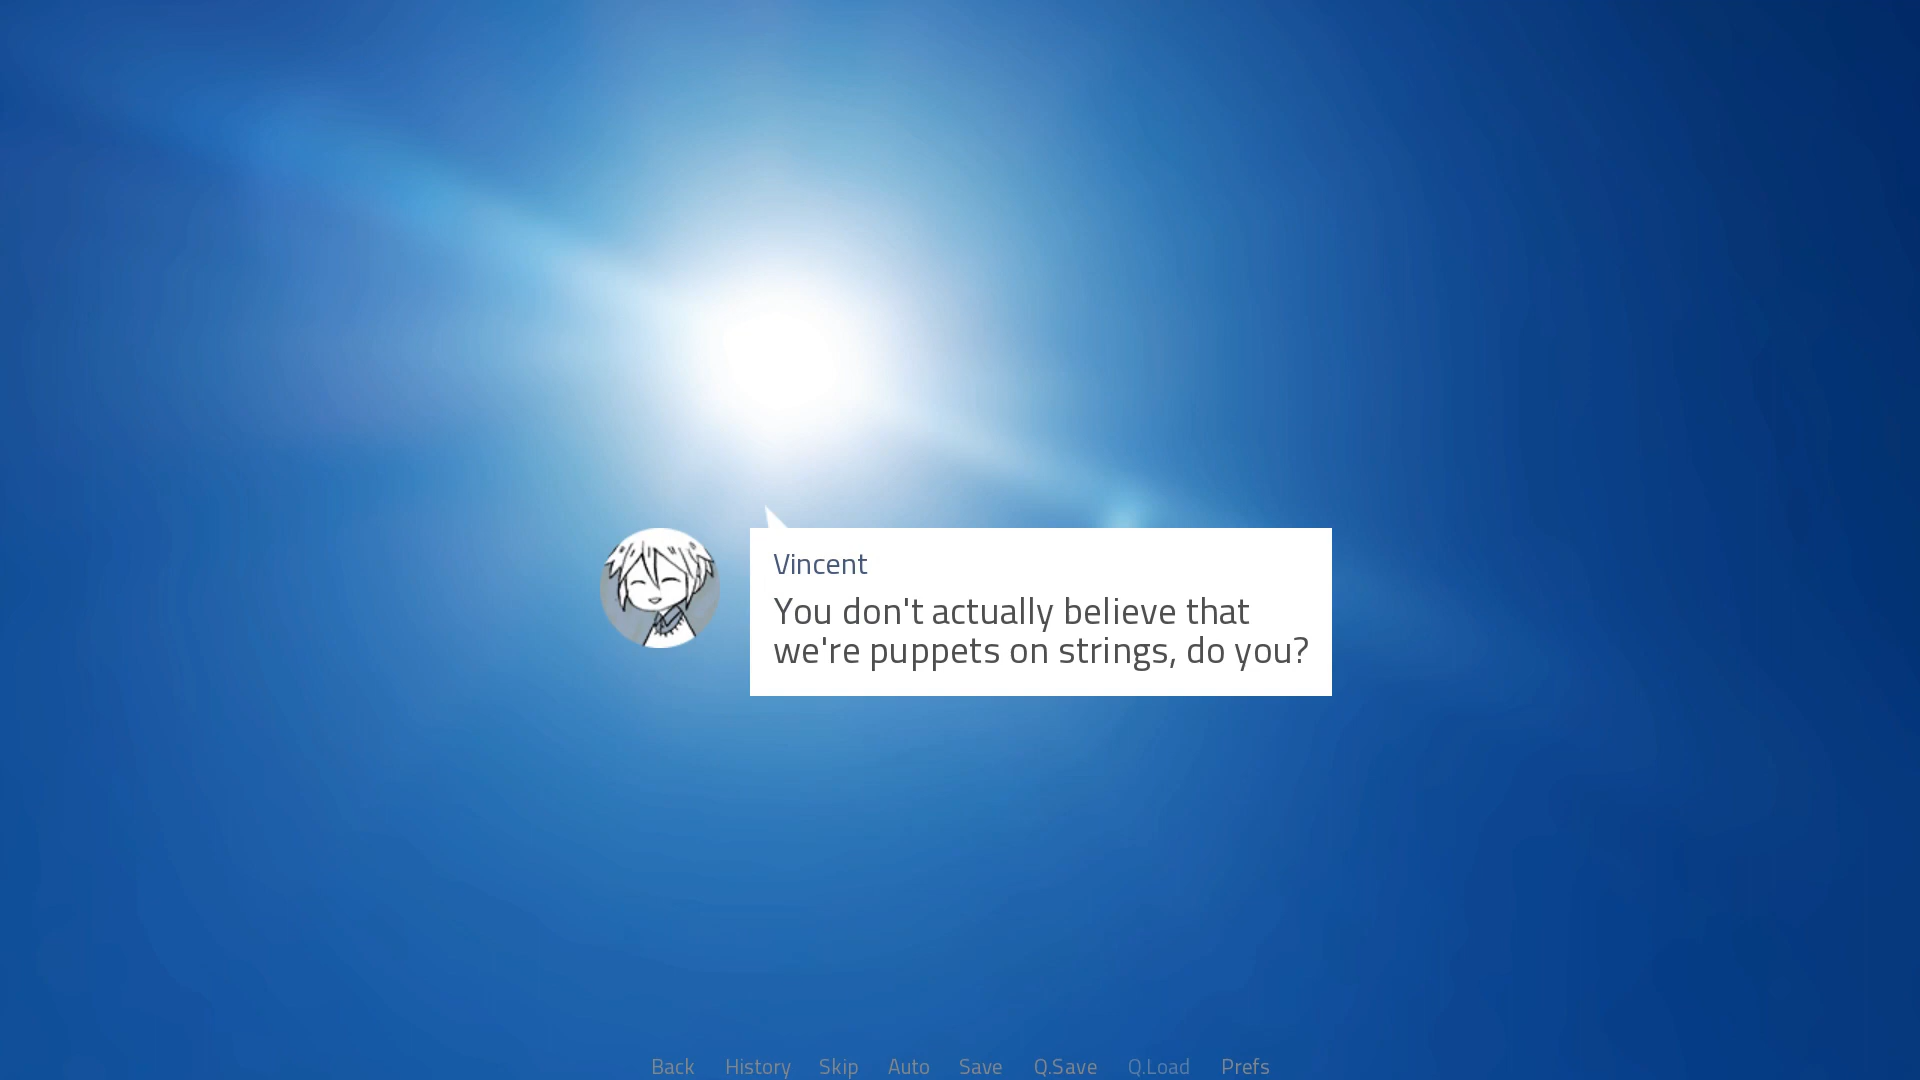 Vincent
You don't actually believe that
we're puppets on strings, do you?
Back History Skip Auto Save Q.Save Q.Load Prefs